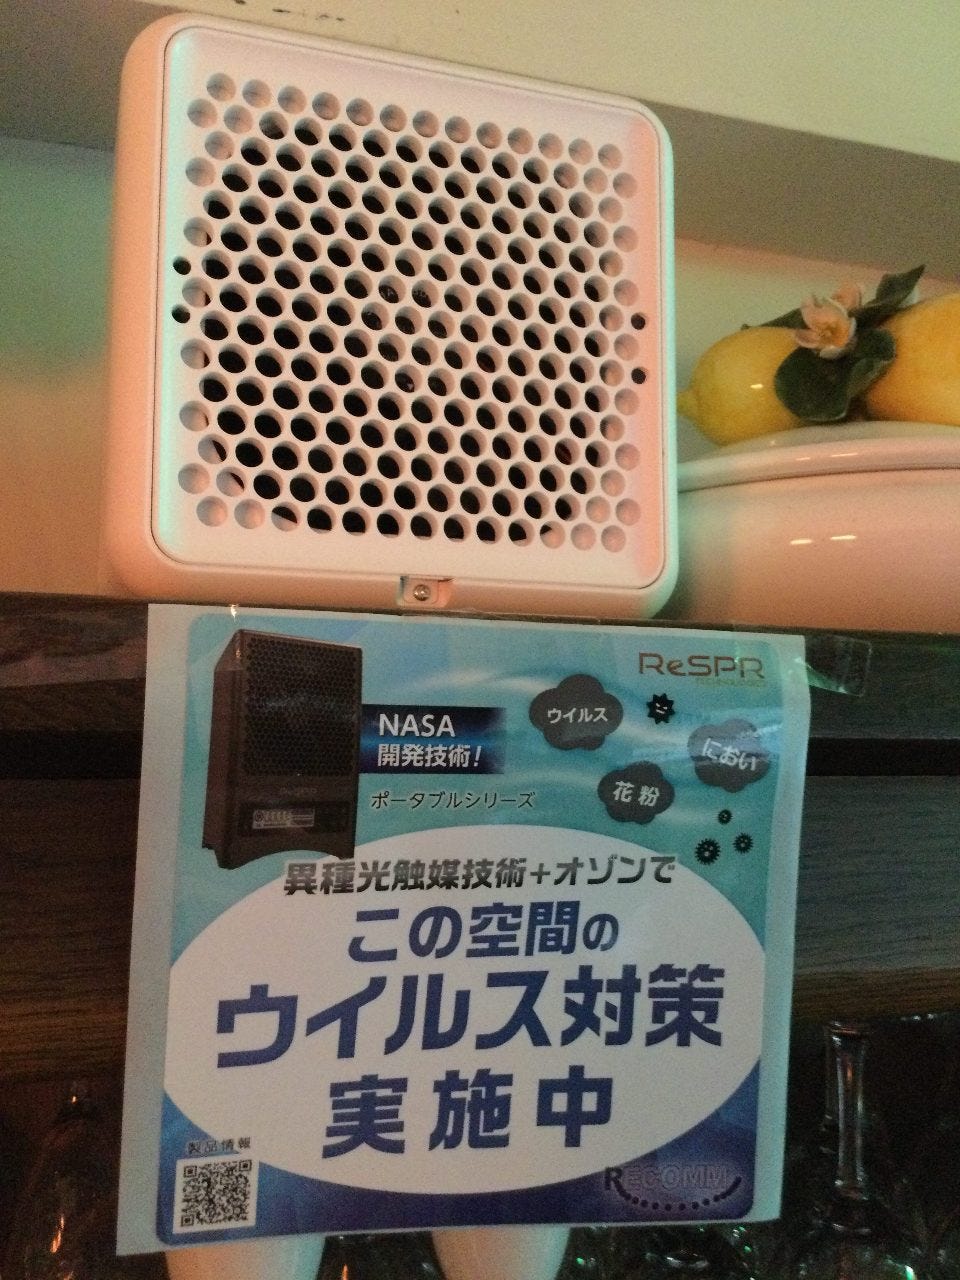 ReSPR
NASA
開発技術!
ポータブルシリーズ
ウイルス
におい
花粉
異種光触媒技術+オゾンで
この空間の
ウイルス対策
実施中
製品情報
RECOMM